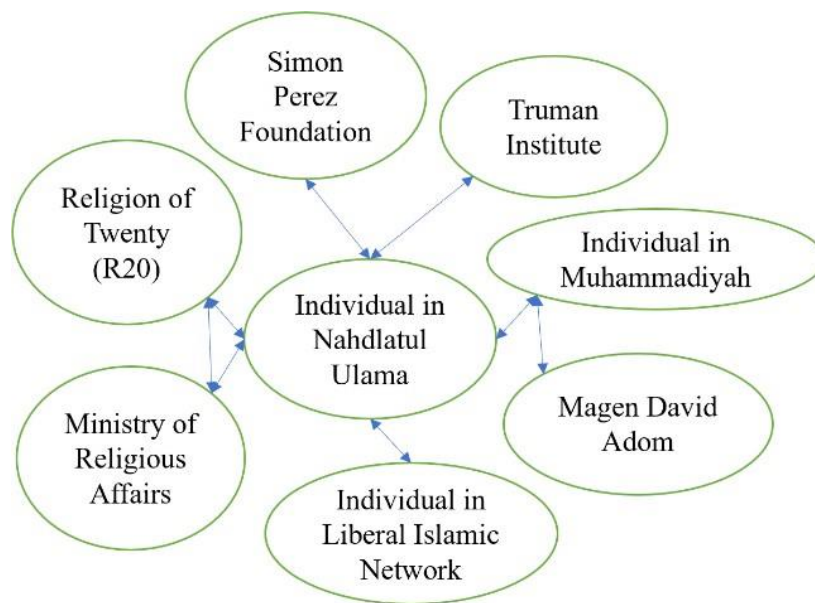 Simon
Perez
Foundation
Truman
Institute
Religion of
Twenty
(R20)
Individual in
Muhammadiyah
Individual in
Nahdlatul
Ulama
Ministry of
Religious
Affairs
Magen David
Adom
Individual in
Liberal Islamic
Network